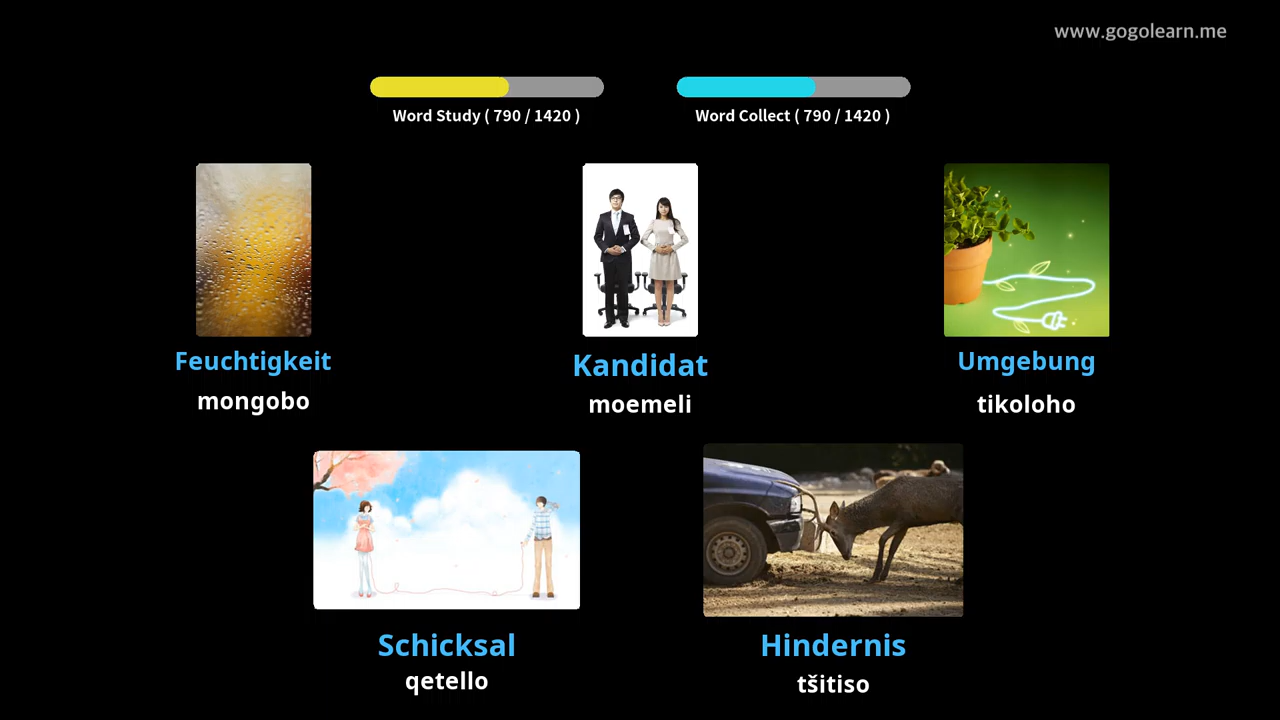 www.gogolearn.me
Word Study ( 790 / 1420 )
Word Collect ( 790 / 1420 )
Feuchtigkeit
mongobo
Kandidat
moemeli
Umgebung
tikoloho
Schicksal
qetello
Hindernis
tšitiso